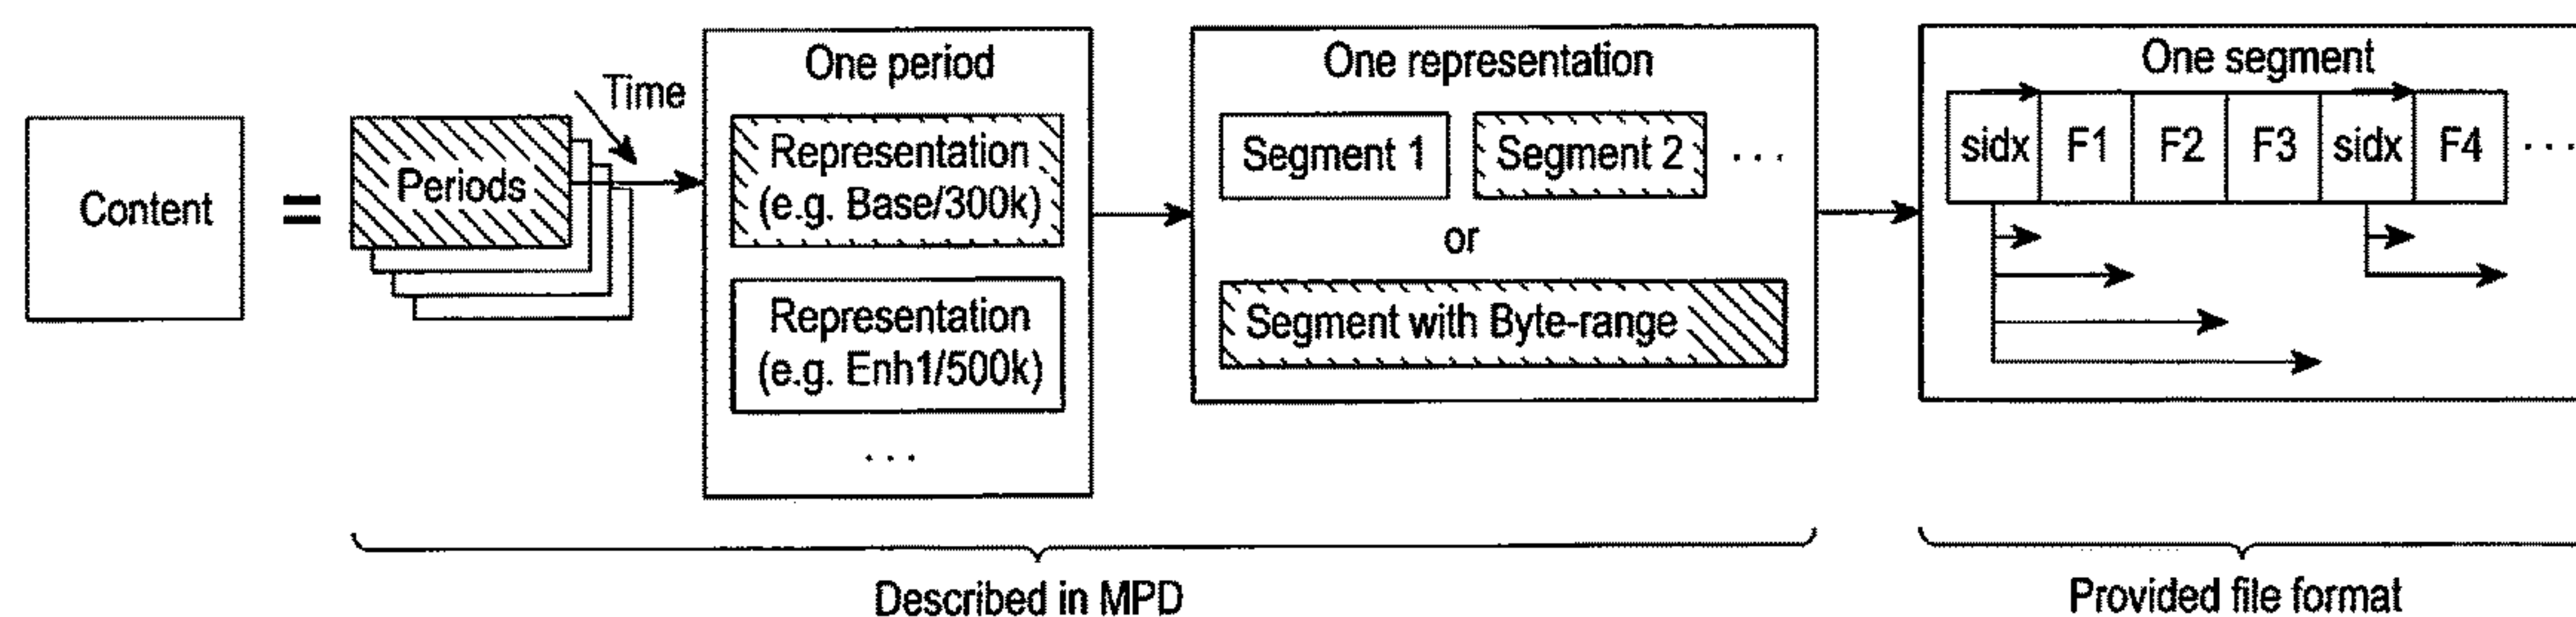 Content
=
Periods
Time
One period
Representation
(e.g. Base/300k)
Representation
(e.g. Enh1/500k)
...
One representation
Segment 1
Segment 2
...
or
Segment with Byte-range
One segment
sidx F1 F2 F3 sidx F4 ...
Described in MPD
Provided file format